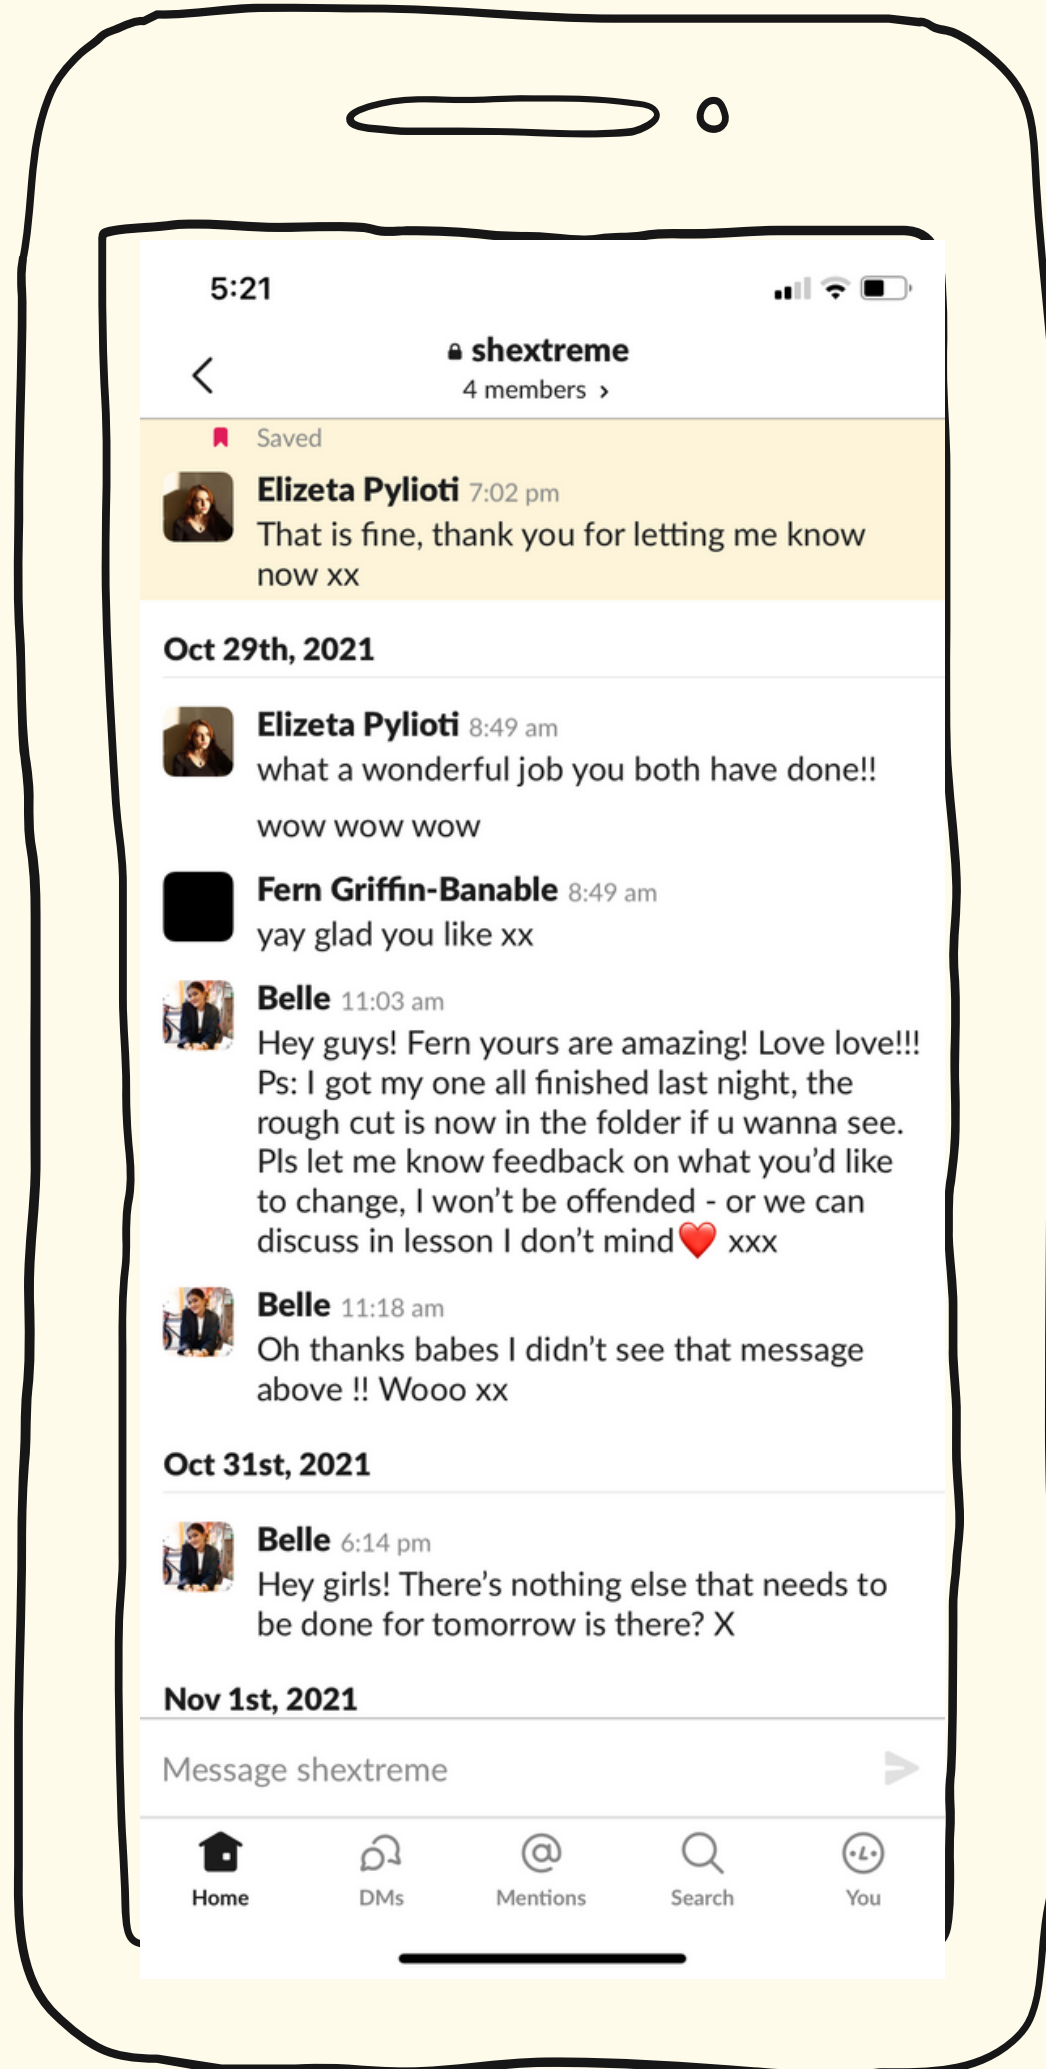 5:21
shextreme
4 members >
Saved
Elizeta Pylioti 7:02 pm
That is fine, thank you for letting me know
now xx
Oct 29th, 2021
Elizeta Pylioti 8:49 am
what a wonderful job you both have done!!
wow wow wow
Fern Griffin-Banable 8:49 am
yay glad you like xx
Belle 11:03 am
Hey guys! Fern yours are amazing! Love love!!!
Ps: I got my one all finished last night, the
rough cut is now in the folder if u wanna see.
Pls let me know feedback on what you'd like
to change, I won't be offended - or we can
discuss in lesson I don't mind❤️ xxx
Belle 11:18 am
Oh thanks babes I didn't see that message
above !! Wooo xx
Oct 31st, 2021
Belle 6:14 pm
Hey girls! There's nothing else that needs to
be done for tomorrow is there? X
Nov 1st, 2021
Message shextreme
Home DMs Mentions Search You